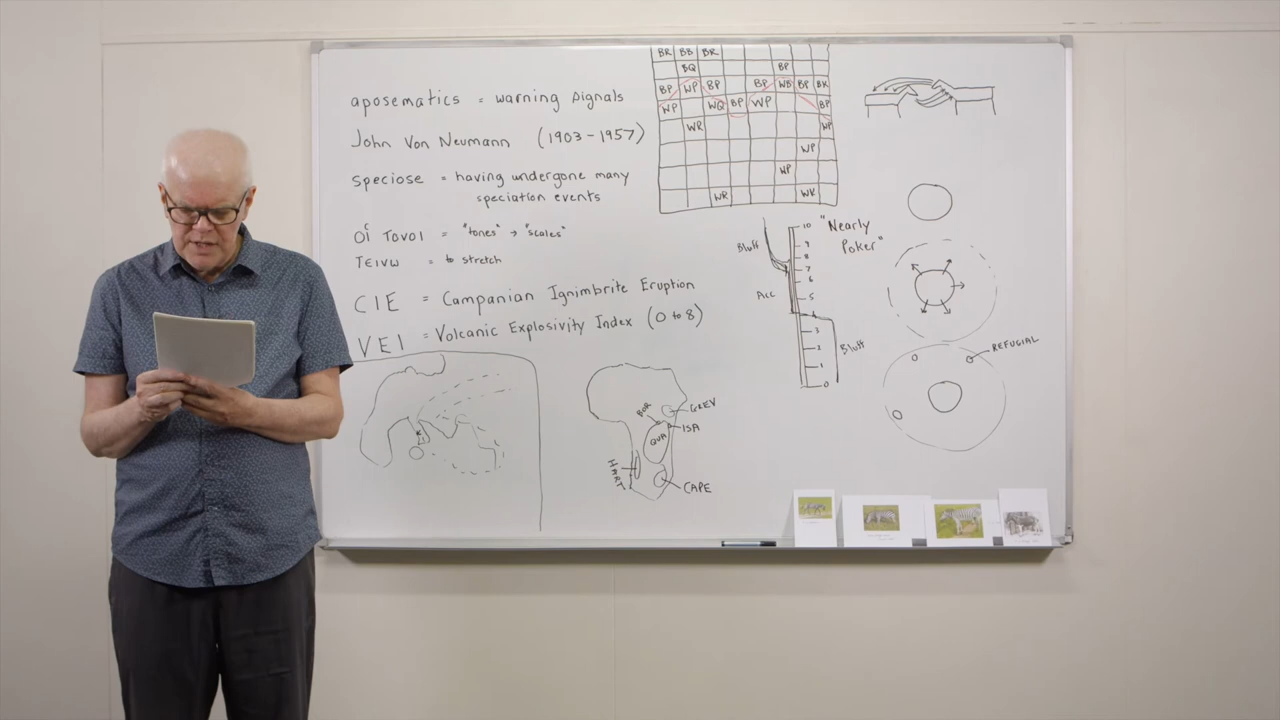 aposematics = warning signals
John Von Neumann (1903-1957)
speciose = having undergone many
speciation events
οἱ τόνοι = "tones" → "scales"
τείνω = to stretch
CIE = Campanian Ignimbrite Eruption
VEI = Volcanic Explosivity Index (0 to 8)
BR BB BR
BQ BP
BP WP BP BP WB BP BK
WP WQ BP WP BP
WR WP
WP
WP
WR WK
"Nearly
Poker"
Bluff
Acc
Bluff
10
9
8
7
6
5
4
3
2
1
0
REFUGIAL
BOR
GREV
ISA
QUA
HART
CAPE